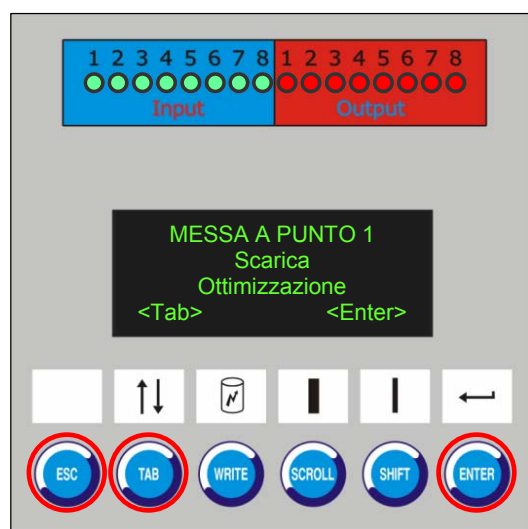 1 2 3 4 5 6 7 8 1 2 3 4 5 6 7 8
Input Output
MESSA A PUNTO 1
Scarica
Ottimizzazione
<Tab> <Enter>
ESC TAB WRITE SCROLL SHIFT ENTER